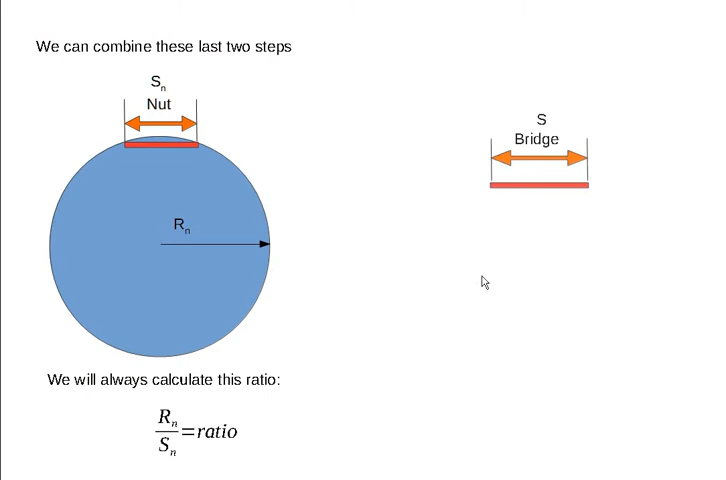 We can combine these last two steps
Sn
Nut
S
Bridge
Rn
We will always calculate this ratio:
Rn/Sn=ratio